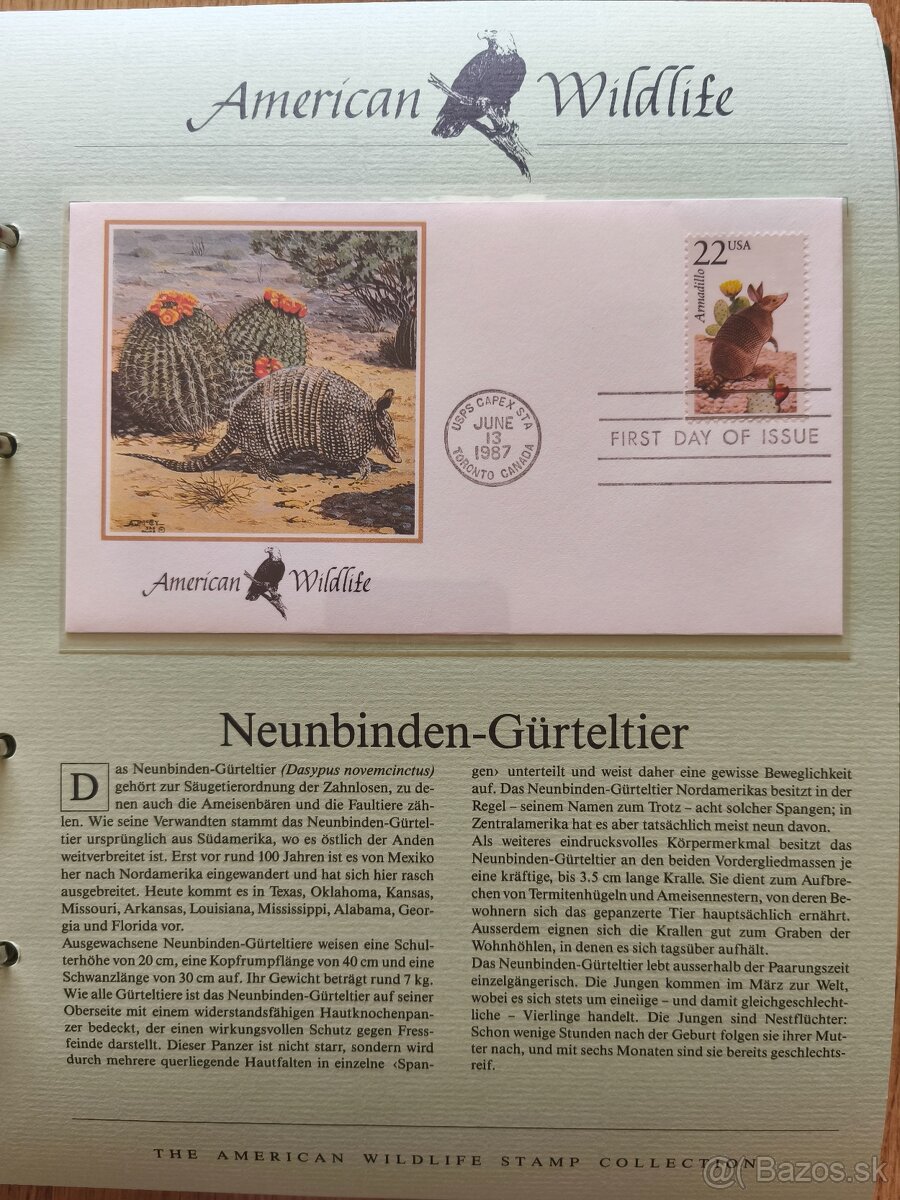 American Wildlife
22 USA
Armadillo
USPS CAPEX STA
JUNE
13
1987
TORONTO CANADA
FIRST DAY OF ISSUE
American Wildlife
Neunbinden-Gürteltier
Das Neunbinden-Gürteltier (Dasypus novemcinctus)
gehört zur Säugetierordnung der Zahnlosen, zu de-
nen auch die Ameisenbären und die Faultiere zäh-
len. Wie seine Verwandten stammt das Neunbinden-Gürtel-
tier ursprünglich aus Südamerika, wo es östlich der Anden
weitverbreitet ist. Erst vor rund 100 Jahren ist es von Mexiko
her nach Nordamerika eingewandert und hat sich hier rasch
ausgebreitet. Heute kommt es in Texas, Oklahoma, Kansas,
Missouri, Arkansas, Louisiana, Mississippi, Alabama, Geor-
gia und Florida vor.
Ausgewachsene Neunbinden-Gürteltiere weisen eine Schul-
terhöhe von 20 cm, eine Kopfrumpflänge von 40 cm und eine
Schwanzlänge von 30 cm auf. Ihr Gewicht beträgt rund 7 kg.
Wie alle Gürteltiere ist das Neunbinden-Gürteltier auf seiner
Oberseite mit einem widerstandsfähigen Hautknochenpan-
zer bedeckt, der einen wirkungsvollen Schutz gegen Fress-
feinde darstellt. Dieser Panzer ist nicht starr, sondern wird
durch mehrere querliegende Hautfalten in einzelne ‹Span-
gen› unterteilt und weist daher eine gewisse Beweglichkeit
auf. Das Neunbinden-Gürteltier Nordamerikas besitzt in der
Regel – seinem Namen zum Trotz – acht solcher Spangen; in
Zentralamerika hat es aber tatsächlich meist neun davon.
Als weiteres eindrucksvolles Körpermerkmal besitzt das
Neunbinden-Gürteltier an den beiden Vordergliedmassen je
eine kräftige, bis 3.5 cm lange Kralle. Sie dient zum Aufbre-
chen von Termitenhügeln und Ameisennestern, von deren Be-
wohnern sich das gepanzerte Tier hauptsächlich ernährt.
Ausserdem eignen sich die Krallen gut zum Graben der
Wohnhöhlen, in denen es sich tagsüber aufhält.
Das Neunbinden-Gürteltier lebt ausserhalb der Paarungszeit
einzelgängerisch. Die Jungen kommen im März zur Welt,
wobei es sich stets um eineiige – und damit gleichgeschlecht-
liche – Vierlinge handelt. Die Jungen sind Nestflüchter:
Schon wenige Stunden nach der Geburt folgen sie ihrer Mut-
ter nach, und mit sechs Monaten sind sie bereits geschlechts-
reif.
THE AMERICAN WILDLIFE STAMP COLLECTION
@ Bazos.sk